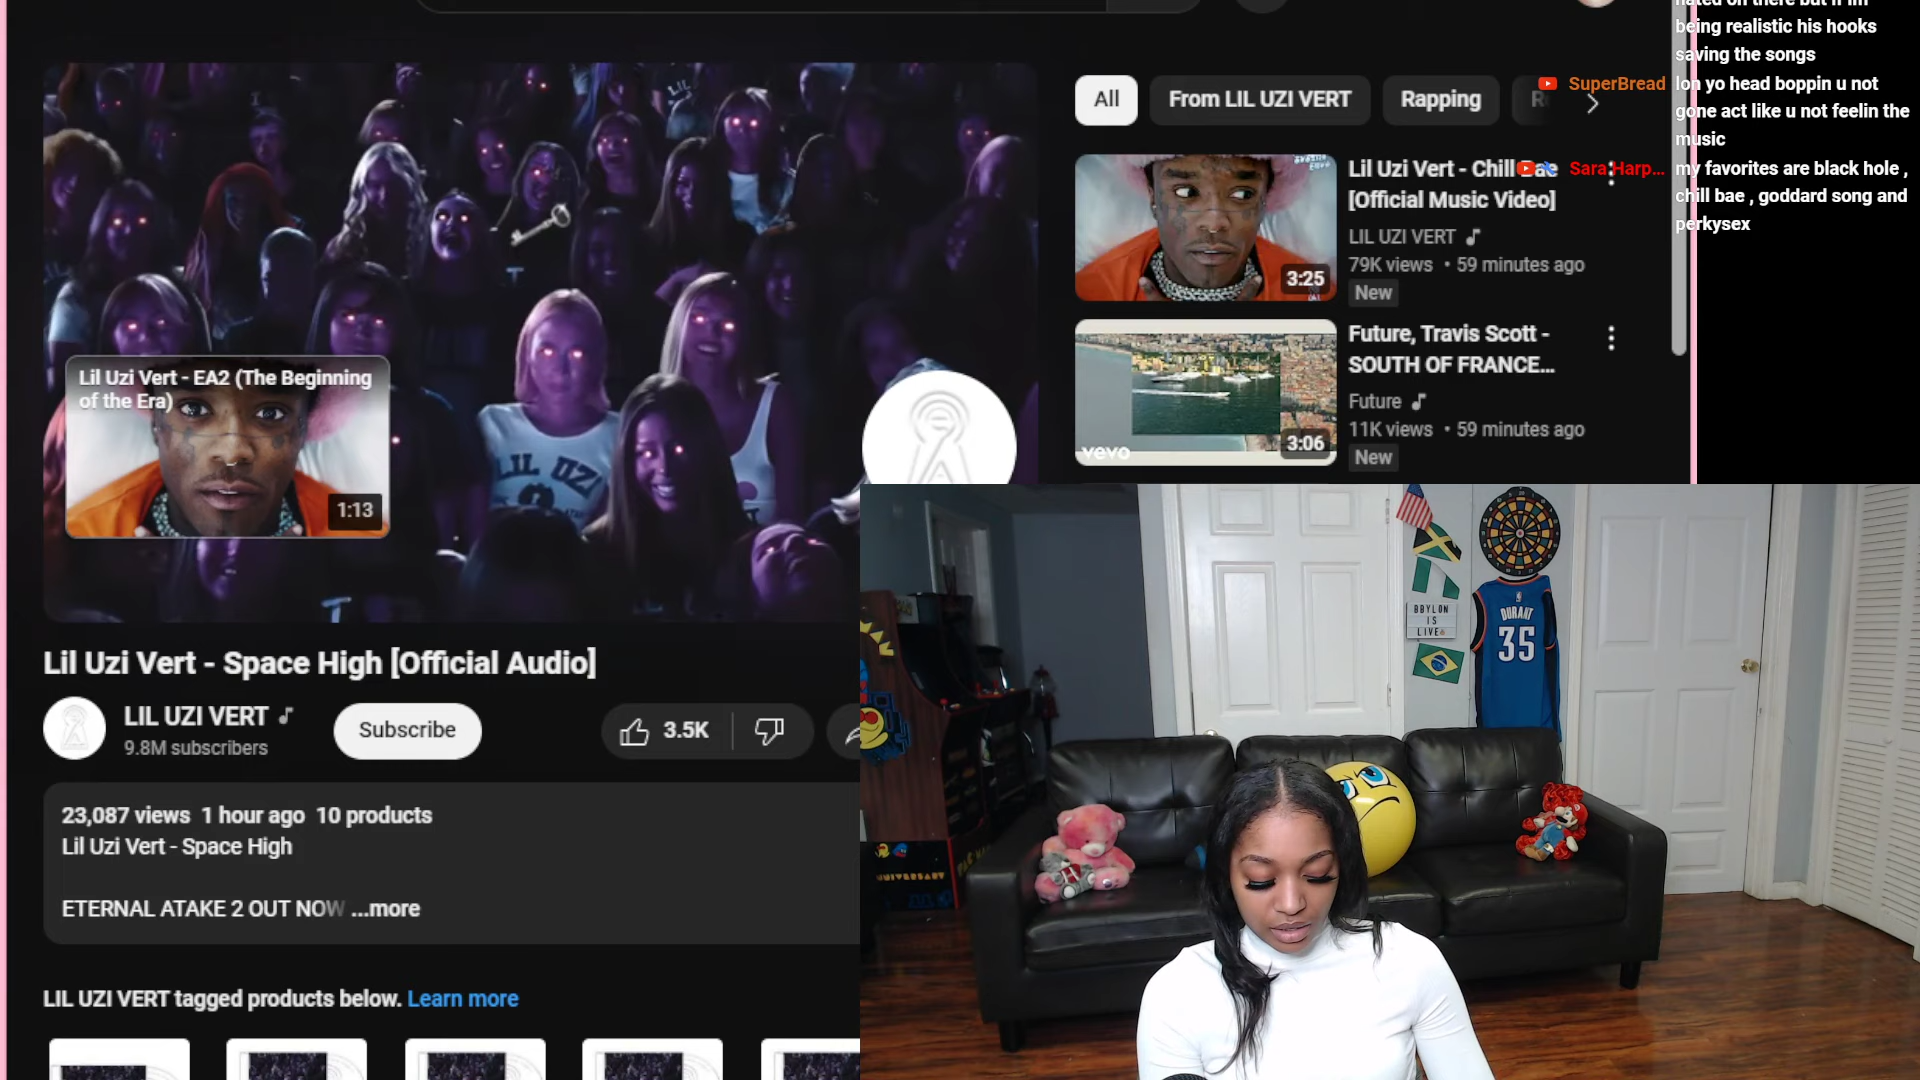 All
From LIL UZI VERT
Rapping
Lil Uzi Vert - Chill Bae
[Official Music Video]
LIL UZI VERT
79K views • 59 minutes ago
New
3:25
Future, Travis Scott -
SOUTH OF FRANCE...
Future
11K views • 59 minutes ago
New
3:06
vevo
being realistic his hooks
saving the songs
SuperBread lon yo head boppin u not
gone act like u not feelin the
music
Sara Harp... my favorites are black hole ,
chill bae , goddard song and
perkysex
Lil Uzi Vert - EA2 (The Beginning
of the Era)
1:13
LIL UZI
Lil Uzi Vert - Space High [Official Audio]
LIL UZI VERT
9.8M subscribers
Subscribe
3.5K
23,087 views 1 hour ago 10 products
Lil Uzi Vert - Space High
ETERNAL ATAKE 2 OUT NOW ...more
LIL UZI VERT tagged products below. Learn more
BBYLON
IS
LIVE
DURANT
35